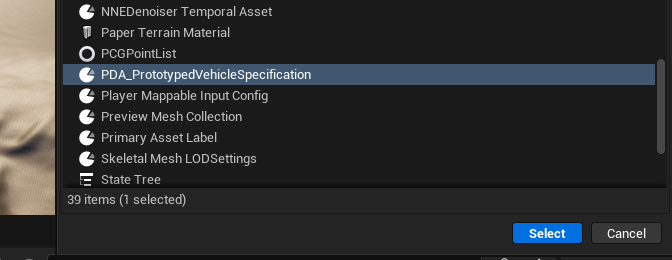 NNEDenoiser Temporal Asset
Paper Terrain Material
PCGPointList
PDA_PrototypedVehicleSpecification
Player Mappable Input Config
Preview Mesh Collection
Primary Asset Label
Skeletal Mesh LODSettings
State Tree
39 items (1 selected)
Select Cancel